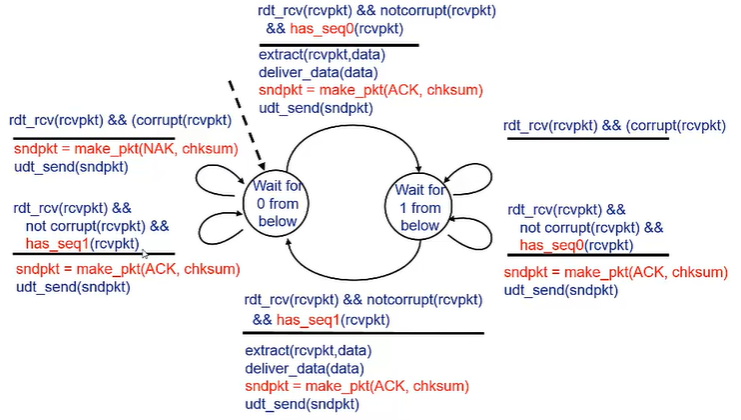 rdt_rcv(rcvpkt) && notcorrupt(rcvpkt)
&& has_seq0(rcvpkt)
extract(rcvpkt,data)
deliver_data(data)
sndpkt = make_pkt(ACK, chksum)
udt_send(sndpkt)
rdt_rcv(rcvpkt) && (corrupt(rcvpkt)
sndpkt = make_pkt(NAK, chksum)
udt_send(sndpkt)
rdt_rcv(rcvpkt) &&
not corrupt(rcvpkt) &&
has_seq1(rcvpkt)
sndpkt = make_pkt(ACK, chksum)
udt_send(sndpkt)
Wait for
0 from
below
Wait for
1 from
below
rdt_rcv(rcvpkt) && (corrupt(rcvpkt)
rdt_rcv(rcvpkt) &&
not corrupt(rcvpkt) &&
has_seq0(rcvpkt)
sndpkt = make_pkt(ACK, chksum)
udt_send(sndpkt)
rdt_rcv(rcvpkt) && notcorrupt(rcvpkt)
&& has_seq1(rcvpkt)
extract(rcvpkt,data)
deliver_data(data)
sndpkt = make_pkt(ACK, chksum)
udt_send(sndpkt)